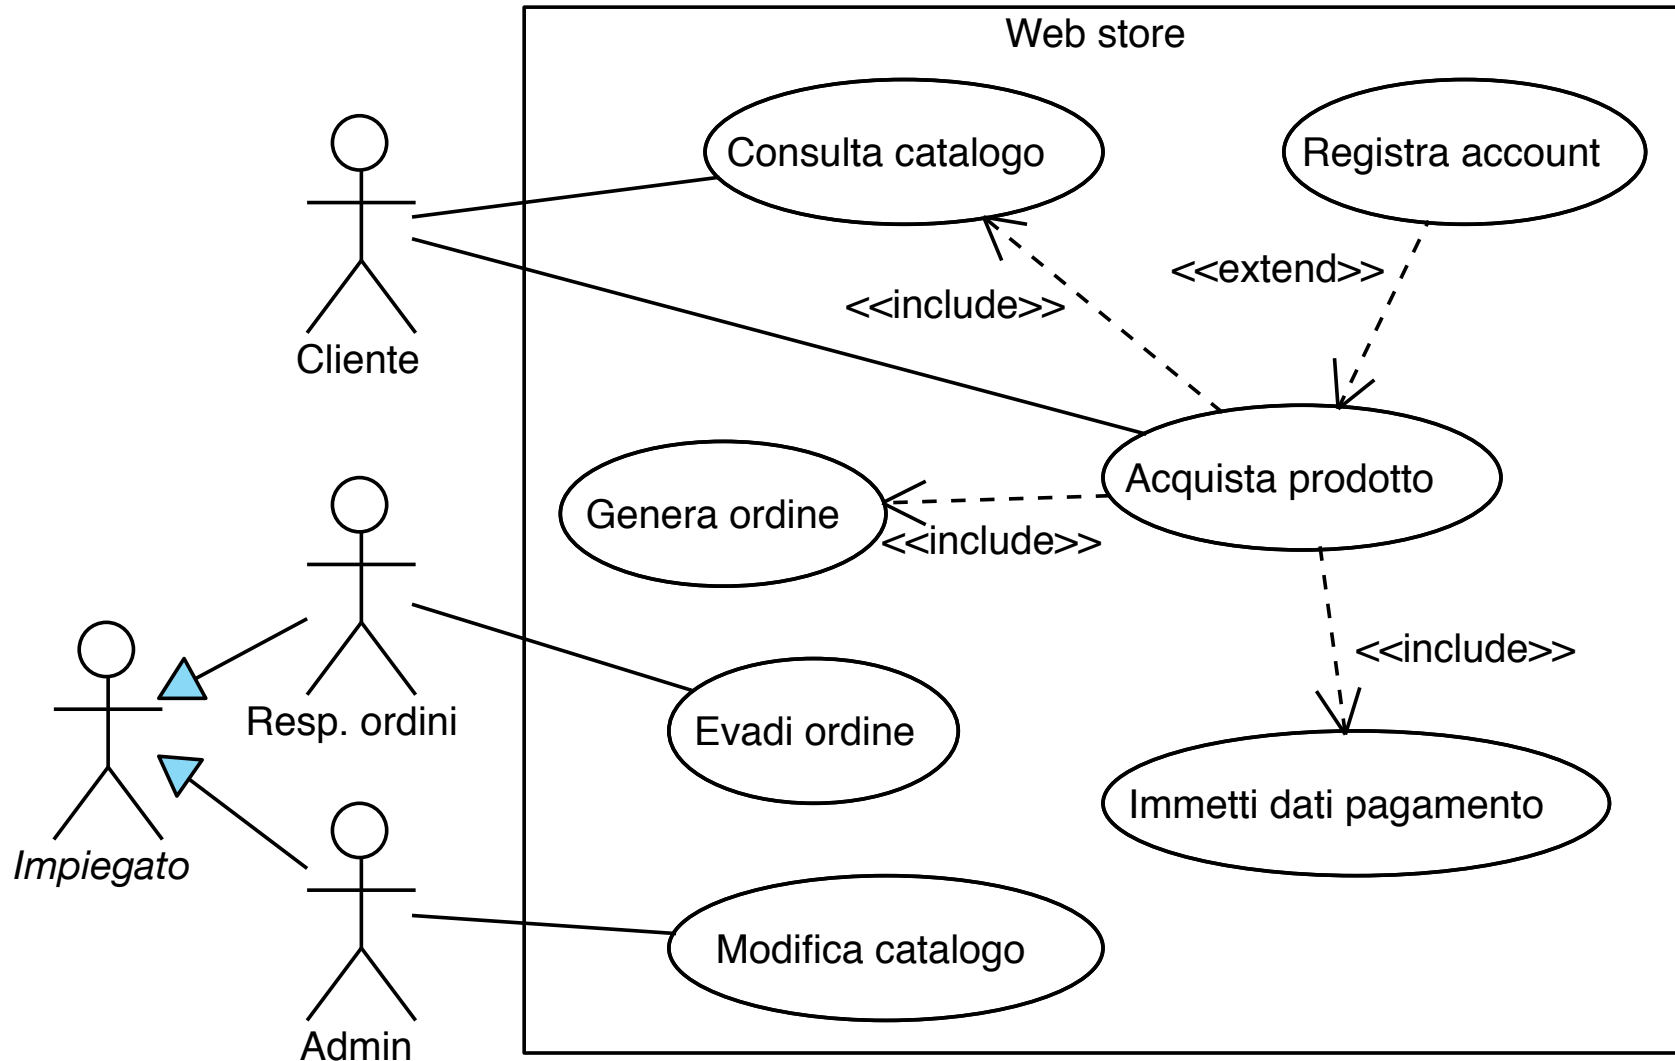 Web store
Consulta catalogo
Registra account
<<extend>>
<<include>>
Cliente
Acquista prodotto
Genera ordine
<<include>>
<<include>>
Resp. ordini
Evadi ordine
Immetti dati pagamento
Impiegato
Modifica catalogo
Admin